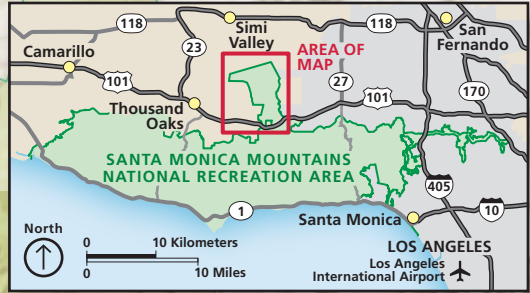 118
Simi
Valley
118
San
Fernando
Camarillo
23
AREA OF
MAP
101
27
101
170
Thousand
Oaks
SANTA MONICA MOUNTAINS
NATIONAL RECREATION AREA
405
1
10
Santa Monica
North
0 10 Kilometers
0 10 Miles
LOS ANGELES
Los Angeles
International Airport